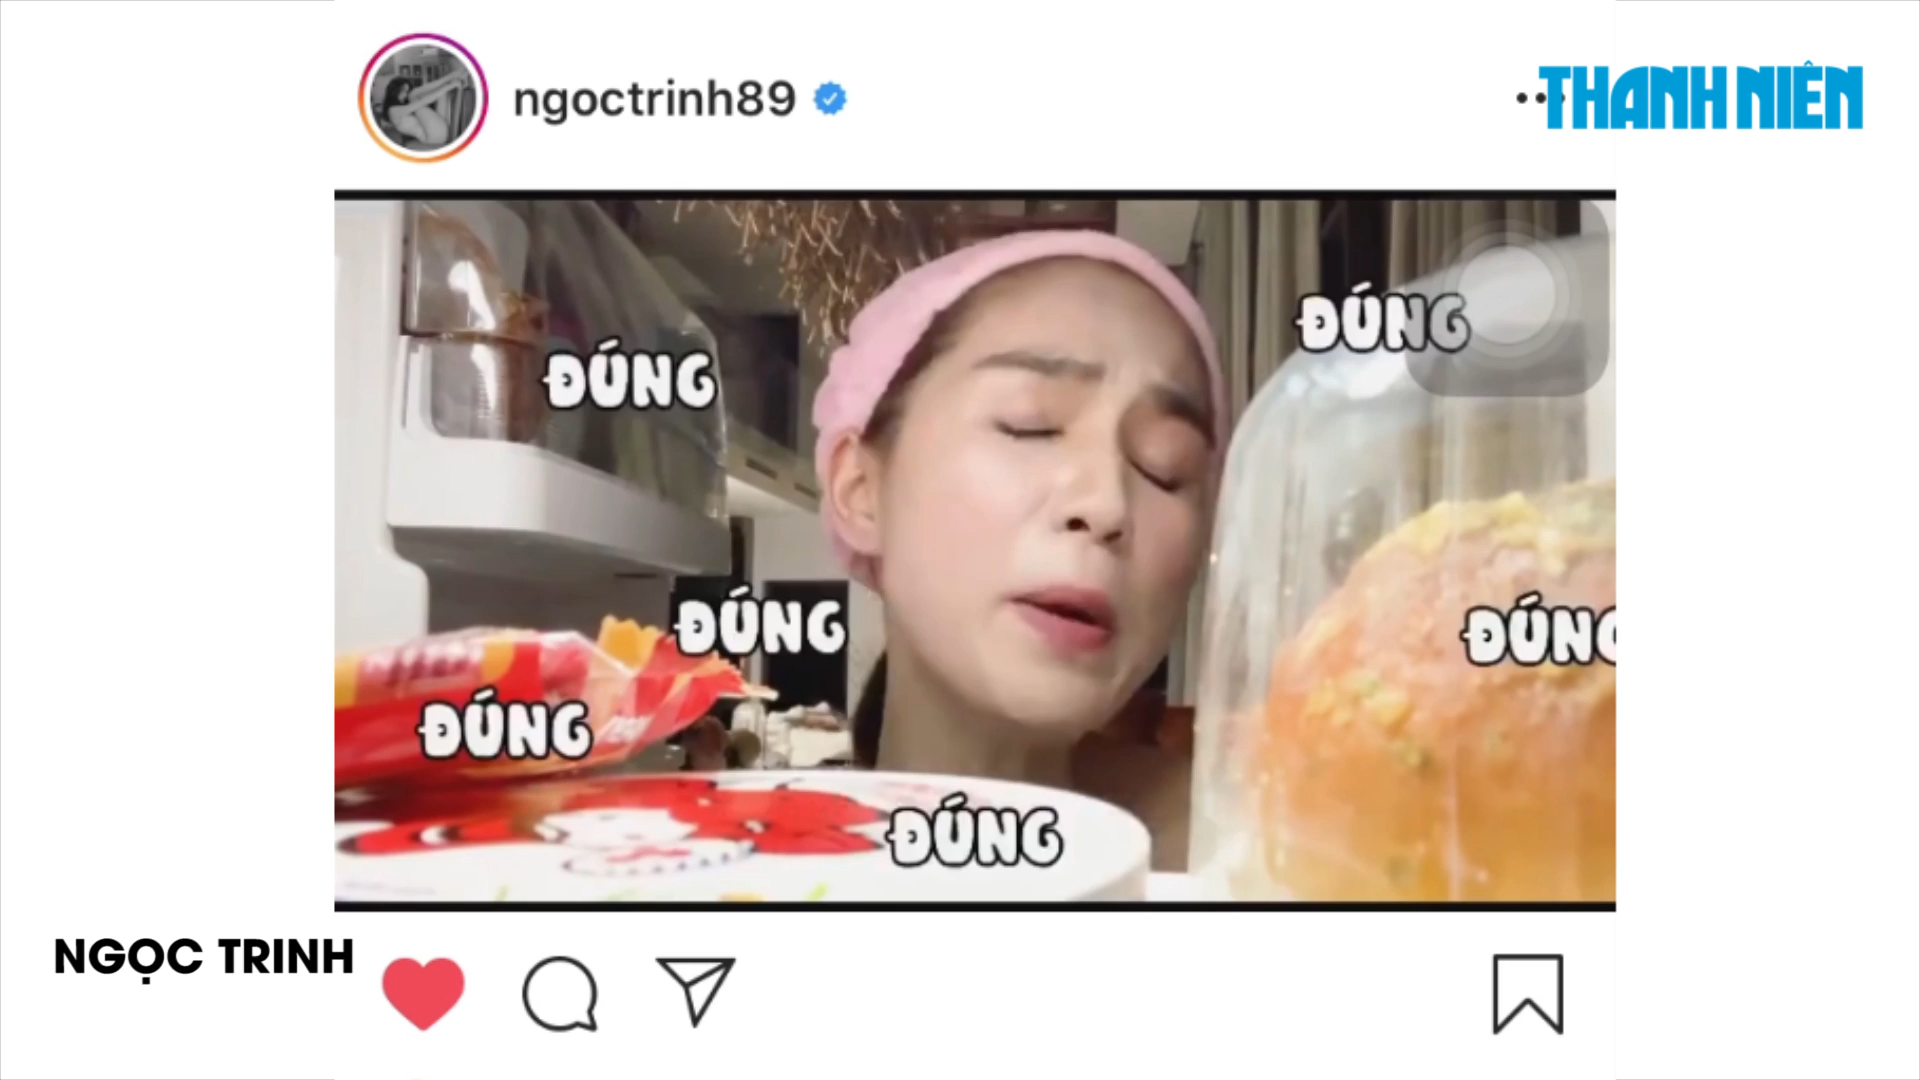 ngoctrinh89
THANH NIÊN
ĐÚNG
ĐÚNG
ĐÚNG
ĐÚNG
ĐÚNG
ĐÚNG
NGỌC TRINH